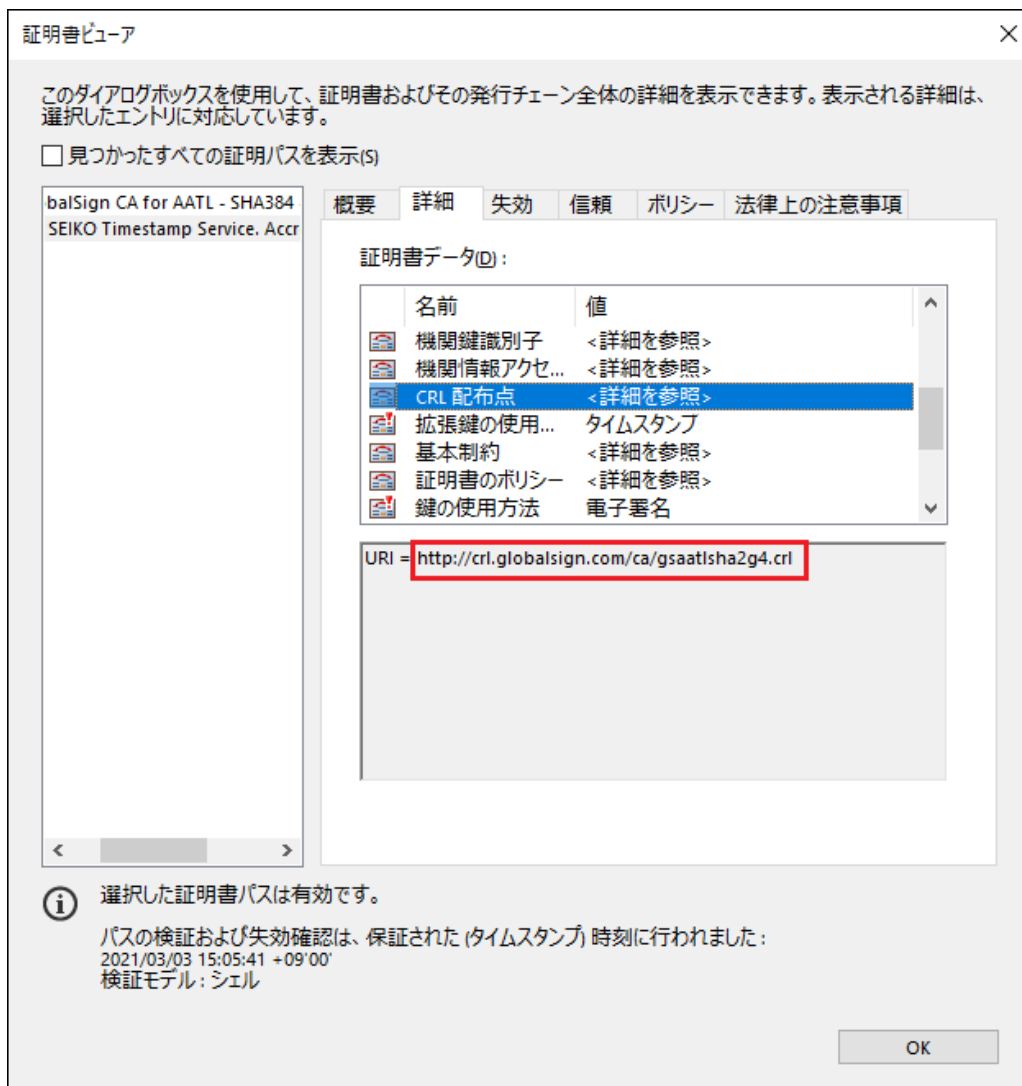 証明書ビューア
このダイアログボックスを使用して、証明書およびその発行チェーン全体の詳細を表示できます。表示される詳細は、
選択したエントリに対応しています。
見つかったすべての証明パスを表示(S)
balSign CA for AATL - SHA384
SEIKO Timestamp Service. Accr
概要 詳細 失効 信頼 ポリシー 法律上の注意事項
証明書データ(D):
名前 値
機関鍵識別子 <詳細を参照>
機関情報アクセ... <詳細を参照>
CRL 配布点 <詳細を参照>
拡張鍵の使用... タイムスタンプ
基本制約 <詳細を参照>
証明書のポリシー <詳細を参照>
鍵の使用方法 電子署名
URI = http://crl.globalsign.com/ca/gsaatlsha2g4.crl
選択した証明書パスは有効です。
パスの検証および失効確認は、保証された (タイムスタンプ) 時刻に行われました :
2021/03/03 15:05:41 +09'00'
検証モデル : シェル
OK